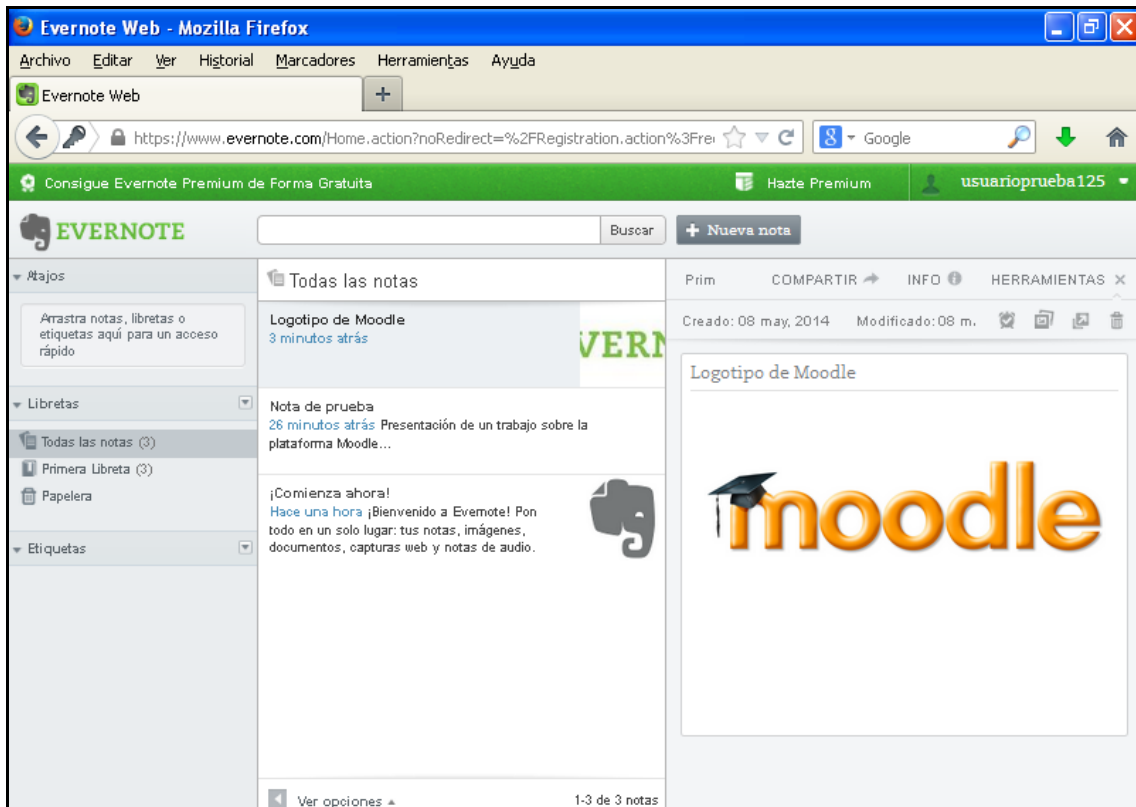 Evernote Web - Mozilla Firefox
Archivo Editar Ver Historial Marcadores Herramientas Ayuda
Evernote Web
https://www.evernote.com/Home.action?noRedirect=%2FRegistration.action%3Fre
Google
Consigue Evernote Premium de Forma Gratuita
Hazte Premium
usuarioprueba125
EVERNOTE
Buscar
+ Nueva nota
Atajos
Arrastra notas, libretas o
etiquetas aquí para un acceso
rápido
Libretas
Todas las notas (3)
Primera Libreta (3)
Papelera
Etiquetas
Todas las notas
Logotipo de Moodle
3 minutos atrás
VERN
Nota de prueba
26 minutos atrás Presentación de un trabajo sobre la
plataforma Moodle...
¡Comienza ahora!
Hace una hora ¡Bienvenido a Evernote! Pon
todo en un solo lugar: tus notas, imágenes,
documentos, capturas web y notas de audio.
Ver opciones
1-3 de 3 notas
Prim COMPARTIR INFO HERRAMIENTAS
Creado: 08 may, 2014 Modificado: 08 m.
Logotipo de Moodle
moodle